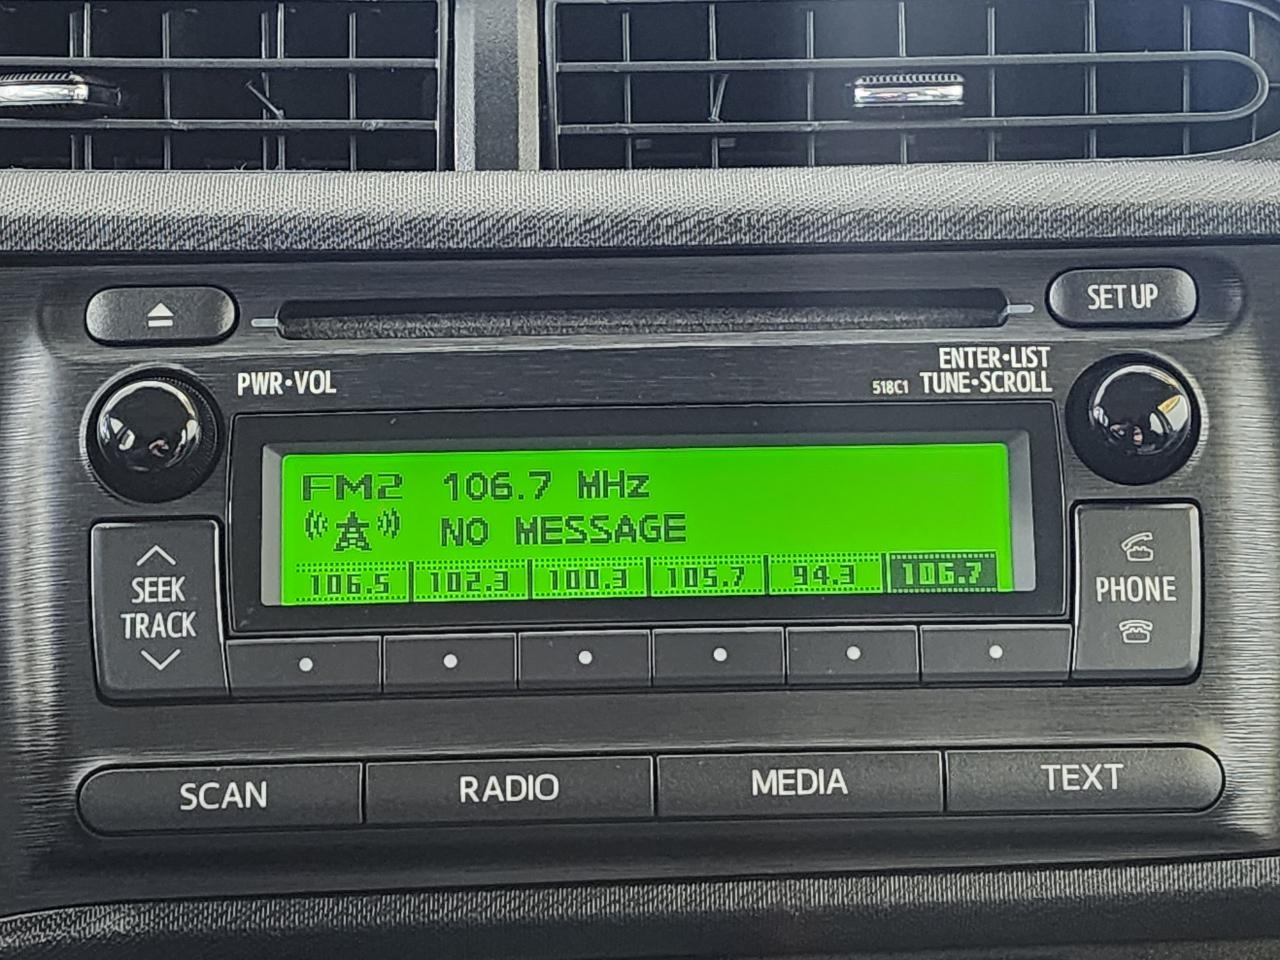 SET UP
PWR•VOL
ENTER•LIST
518C1 TUNE•SCROLL
FM2 106.7 MHz
NO MESSAGE
106.5 102.3 100.3 105.7 94.3 106.7
SEEK
TRACK
PHONE
SCAN RADIO MEDIA TEXT